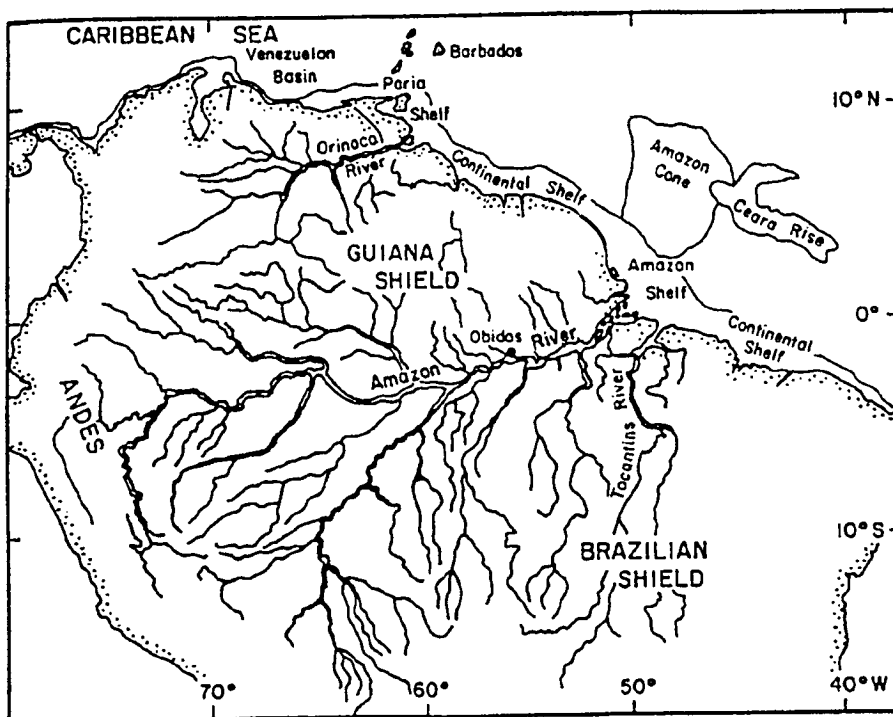 CARIBBEAN SEA
Venezuelan
Basin
Barbados
Paria
Shelf
10° N
Orinoca
River
Continental Shelf
Amazon
Cone
Ceara Rise
GUIANA
SHIELD
Amazon
Shelf
Obidos
0°
Amazon River
Continental
Shelf
ANDES
Tocantins River
10°S
BRAZILIAN
SHIELD
70° 60° 50° 40° W